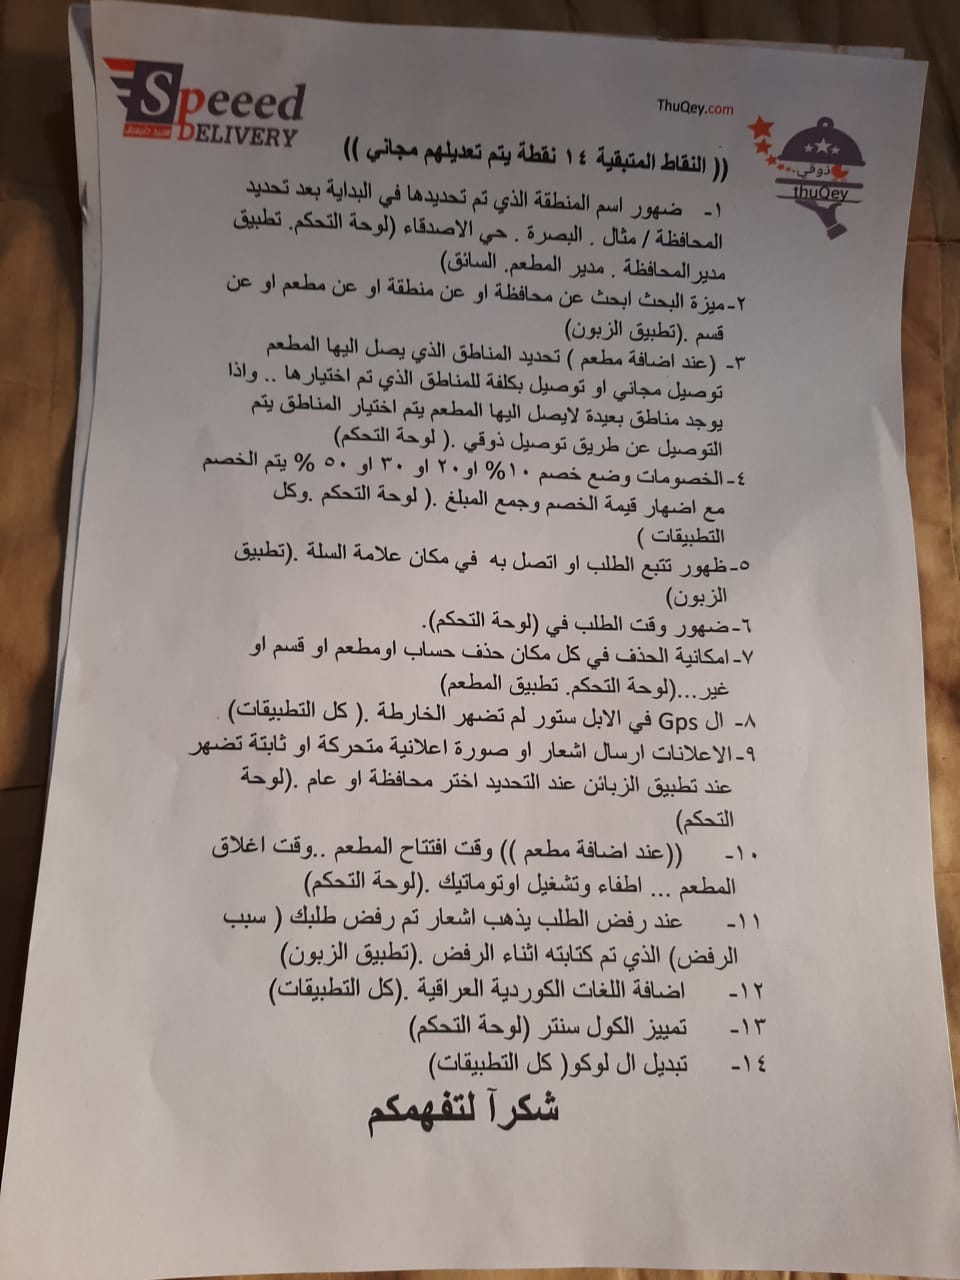 Speeed
DELIVERY
سبيد دليفري
ThuQey.com
ذوقي
thuQey
(( النقاط المتبقية ١٤ نقطة يتم تعديلهم مجاني ))
١- ضهور اسم المنطقة الذي تم تحديدها في البداية بعد تحديد
المحافظة / مثال . البصرة . حي الاصدقاء (لوحة التحكم. تطبيق
مدير المحافظة . مدير المطعم. السائق)
٢-ميزة البحث ابحث عن محافظة او عن منطقة او عن مطعم او عن
قسم .(تطبيق الزبون)
٣- (عند اضافة مطعم ) تحديد المناطق الذي يصل اليها المطعم
توصيل مجاني او توصيل بكلفة للمناطق الذي تم اختيارها .. واذا
يوجد مناطق بعيدة لايصل اليها المطعم يتم اختيار المناطق يتم
التوصيل عن طريق توصيل ذوقي .( لوحة التحكم)
٤-الخصومات وضع خصم ١٠% او٢٠ او ٣٠ او ٥٠ % يتم الخصم
مع اضهار قيمة الخصم وجمع المبلغ .( لوحة التحكم .وكل
التطبيقات )
٥-ظهور تتبع الطلب او اتصل به في مكان علامة السلة .(تطبيق
الزبون)
٦-ضهور وقت الطلب في (لوحة التحكم).
٧-امكانية الحذف في كل مكان حذف حساب اومطعم او قسم او
غير...(لوحة التحكم. تطبيق المطعم)
٨- ال Gps في الابل ستور لم تضهر الخارطة .( كل التطبيقات)
٩-الاعلانات ارسال اشعار او صورة اعلانية متحركة او ثابتة تضهر
عند تطبيق الزبائن عند التحديد اختر محافظة او عام .(لوحة
التحكم)
١٠- ((عند اضافة مطعم )) وقت افتتاح المطعم ..وقت اغلاق
المطعم ... اطفاء وتشغيل اوتوماتيك .(لوحة التحكم)
١١- عند رفض الطلب يذهب اشعار تم رفض طلبك ( سبب
الرفض) الذي تم كتابته اثناء الرفض .(تطبيق الزبون)
١٢- اضافة اللغات الكوردية العراقية .(كل التطبيقات)
١٣- تمييز الكول سنتر (لوحة التحكم)
١٤- تبديل ال لوكو( كل التطبيقات)
شكرآ لتفهمكم